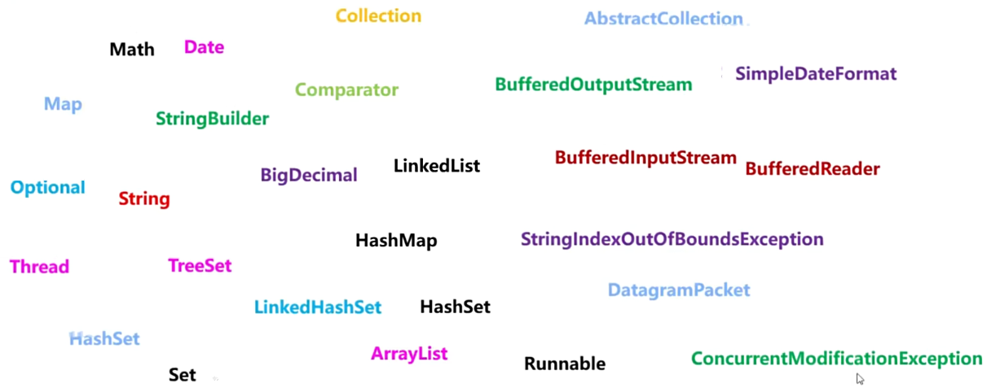 Collection
AbstractCollection
Math
Date
SimpleDateFormat
BufferedOutputStream
Comparator
Map
StringBuilder
BufferedInputStream
LinkedList
BufferedReader
BigDecimal
Optional
String
HashMap
StringIndexOutOfBoundsException
Thread
TreeSet
DatagramPacket
LinkedHashSet
HashSet
HashSet
ArrayList
ConcurrentModificationException
Runnable
Set